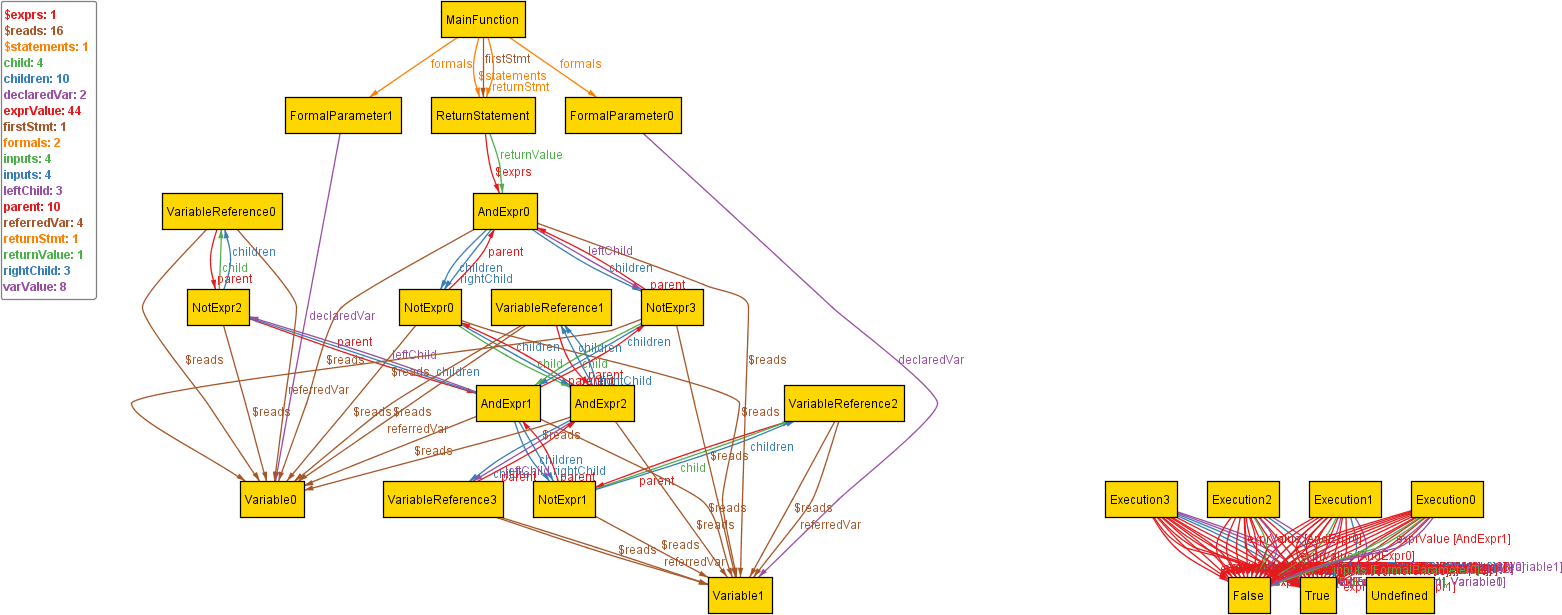 $exprs: 1
$reads: 16
$statements: 1
child: 4
children: 10
declaredVar: 2
exprValue: 44
firstStmt: 1
formals: 2
inputs: 4
inputs: 4
leftChild: 3
parent: 10
referredVar: 4
returnStmt: 1
returnValue: 1
rightChild: 3
varValue: 8
MainFunction
formals
firstStmt
formals
$statements
returnStmt
FormalParameter1
ReturnStatement
FormalParameter0
returnValue
$exprs
VariableReference0
AndExpr0
children
child
parent
parent
leftChild
children
children
rightChild
parent
NotExpr2
NotExpr0
VariableReference1
NotExpr3
declaredVar
parent
leftChild
children
children
children
$reads
$reads
$reads
children
child
child
parent
declaredVar
referredVar
parent
rightChild
AndExpr1
AndExpr2
VariableReference2
$reads
$reads
$reads
$reads
referredVar
$reads
$reads
$reads
children
children
leftChild
rightChild
child
children
parent
parent
parent
Variable0
VariableReference3
NotExpr1
Execution3
Execution2
Execution1
Execution0
$reads
$reads
$reads
referredVar
$reads
$reads
referredVar
exprValue [AndExpr0]
exprValue [AndExpr1]
Variable1
False
True
Undefined